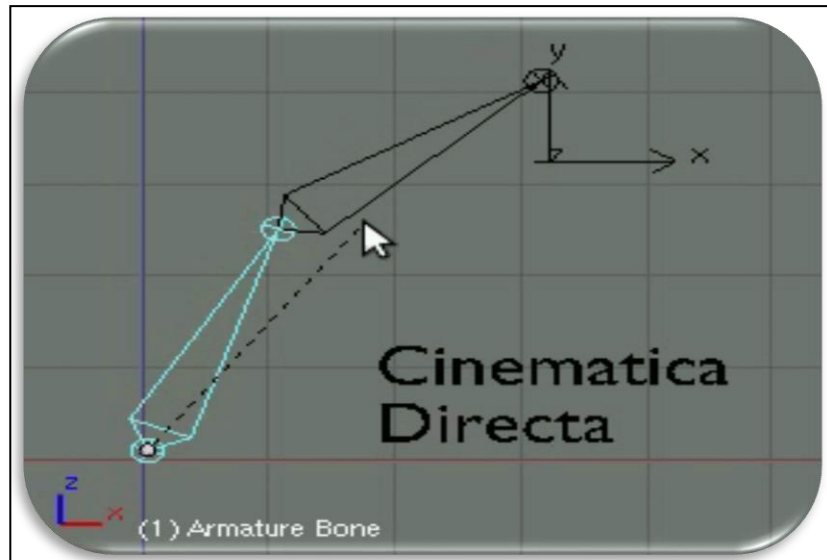 y
x
Cinematica
Directa
z
x
(1) Armature Bone